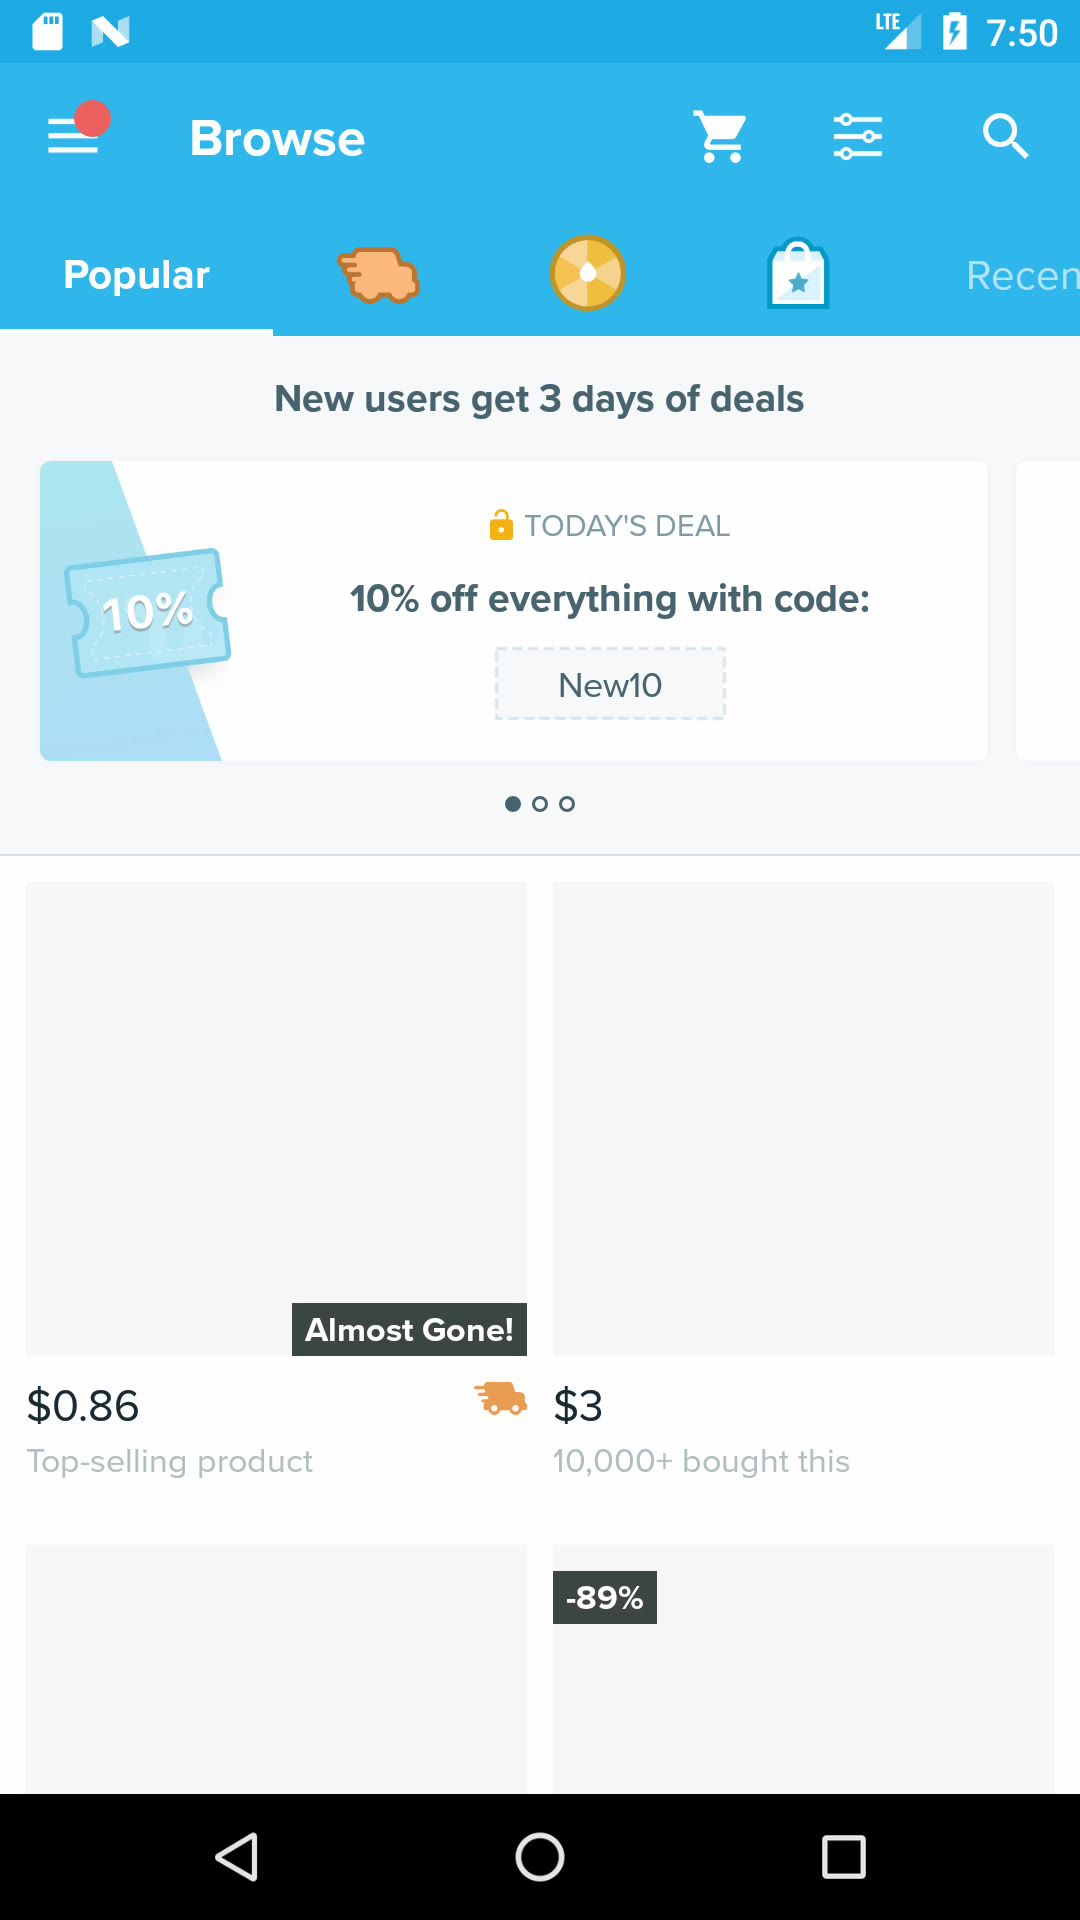 LTE 7:50
Browse
Popular
Recen
New users get 3 days of deals
TODAY'S DEAL
10%
10% off everything with code:
New10
Almost Gone!
$0.86
Top-selling product
$3
10,000+ bought this
-89%